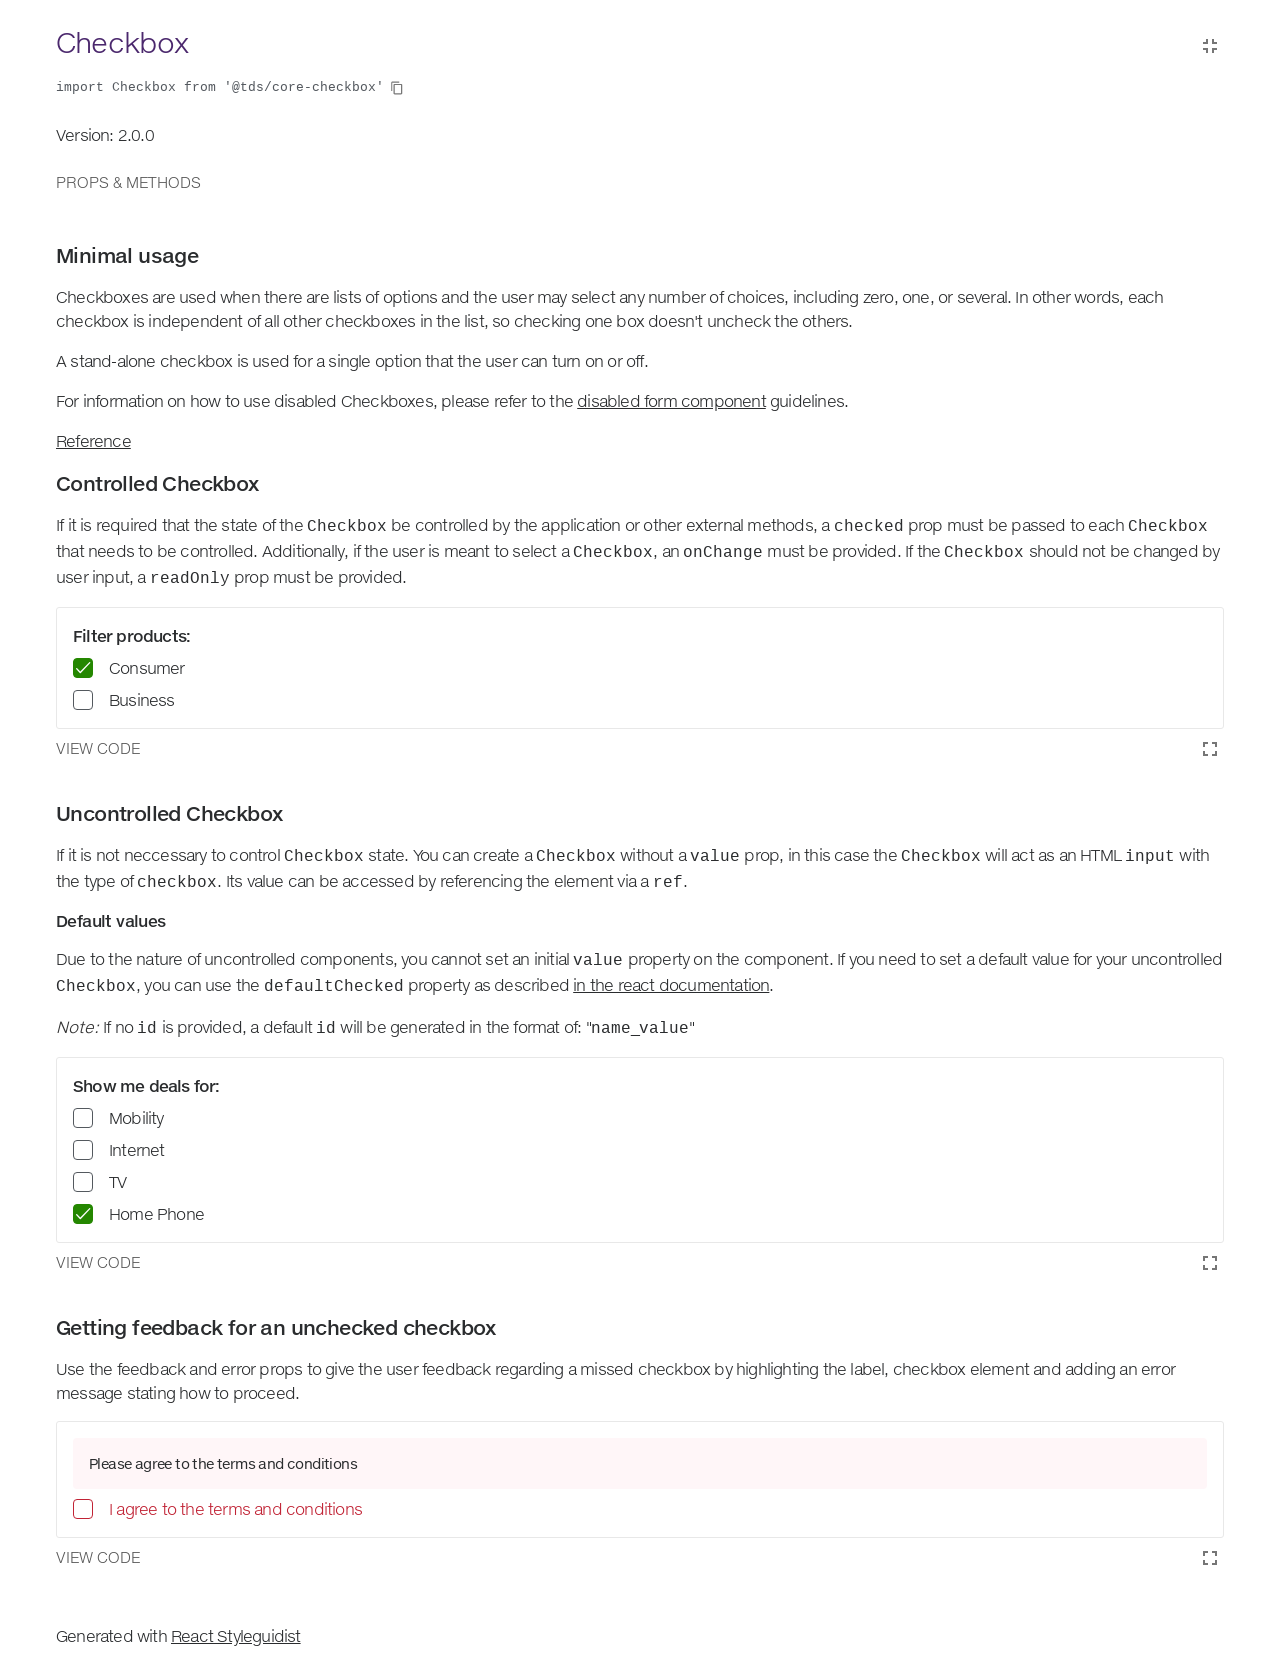 Checkbox
import Checkbox from '@tds/core-checkbox'
Version: 2.0.0
PROPS & METHODS
Minimal usage
Checkboxes are used when there are lists of options and the user may select any number of choices, including zero, one, or several. In other words, each
checkbox is independent of all other checkboxes in the list, so checking one box doesn't uncheck the others.
A stand-alone checkbox is used for a single option that the user can turn on or off.
For information on how to use disabled Checkboxes, please refer to the disabled form component guidelines.
Reference
Controlled Checkbox
If it is required that the state of the Checkbox be controlled by the application or other external methods, a checked prop must be passed to each Checkbox
that needs to be controlled. Additionally, if the user is meant to select a Checkbox, an onChange must be provided. If the Checkbox should not be changed by
user input, a readOnly prop must be provided.
Filter products:
Consumer
Business
VIEW CODE
Uncontrolled Checkbox
If it is not neccessary to control Checkbox state. You can create a Checkbox without a value prop, in this case the Checkbox will act as an HTML input with
the type of checkbox. Its value can be accessed by referencing the element via a ref.
Default values
Due to the nature of uncontrolled components, you cannot set an initial value property on the component. If you need to set a default value for your uncontrolled
Checkbox, you can use the defaultChecked property as described in the react documentation.
Note: If no id is provided, a default id will be generated in the format of: "name_value"
Show me deals for:
Mobility
Internet
TV
Home Phone
VIEW CODE
Getting feedback for an unchecked checkbox
Use the feedback and error props to give the user feedback regarding a missed checkbox by highlighting the label, checkbox element and adding an error
message stating how to proceed.
Please agree to the terms and conditions
I agree to the terms and conditions
VIEW CODE
Generated with React Styleguidist